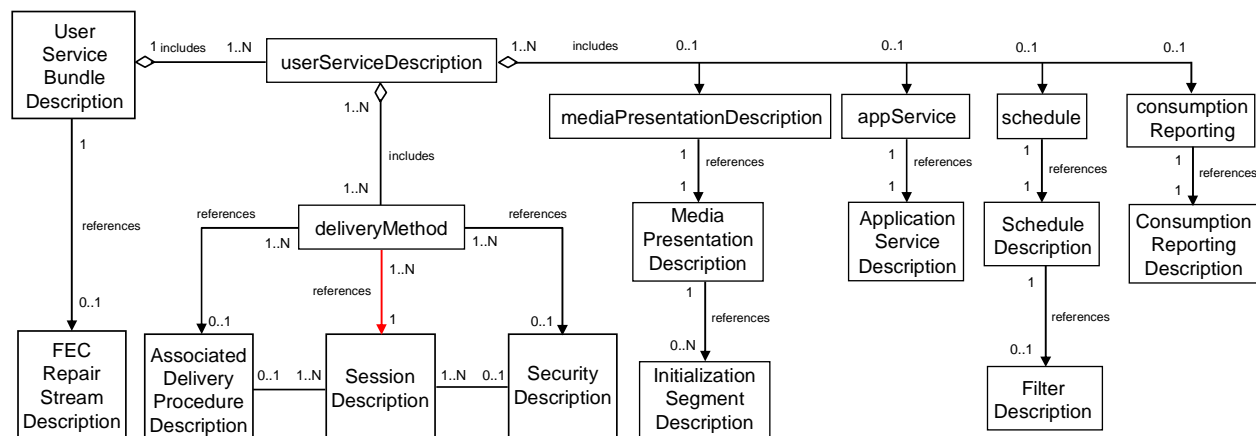 User
Service
Bundle
Description
1
includes
1..N
userServiceDescription
1..N
includes
0..1
0..1
0..1
0..1
1..N
includes
1..N
mediaPresentationDescription
appService
schedule
consumption
Reporting
1
references
1
1
references
1
1
references
1
1
references
1
Media
Presentation
Description
Application
Service
Description
Schedule
Description
Consumption
Reporting
Description
1
references
0..1
references
deliveryMethod
references
1..N
1..N
1..N
references
0..1
1
0..1
1
references
0..N
1
references
0..1
FEC
Repair
Stream
Description
Associated
Delivery
Procedure
Description
0..1
1..N
Session
Description
1..N
0..1
Security
Description
Initialization
Segment
Description
Filter
Description